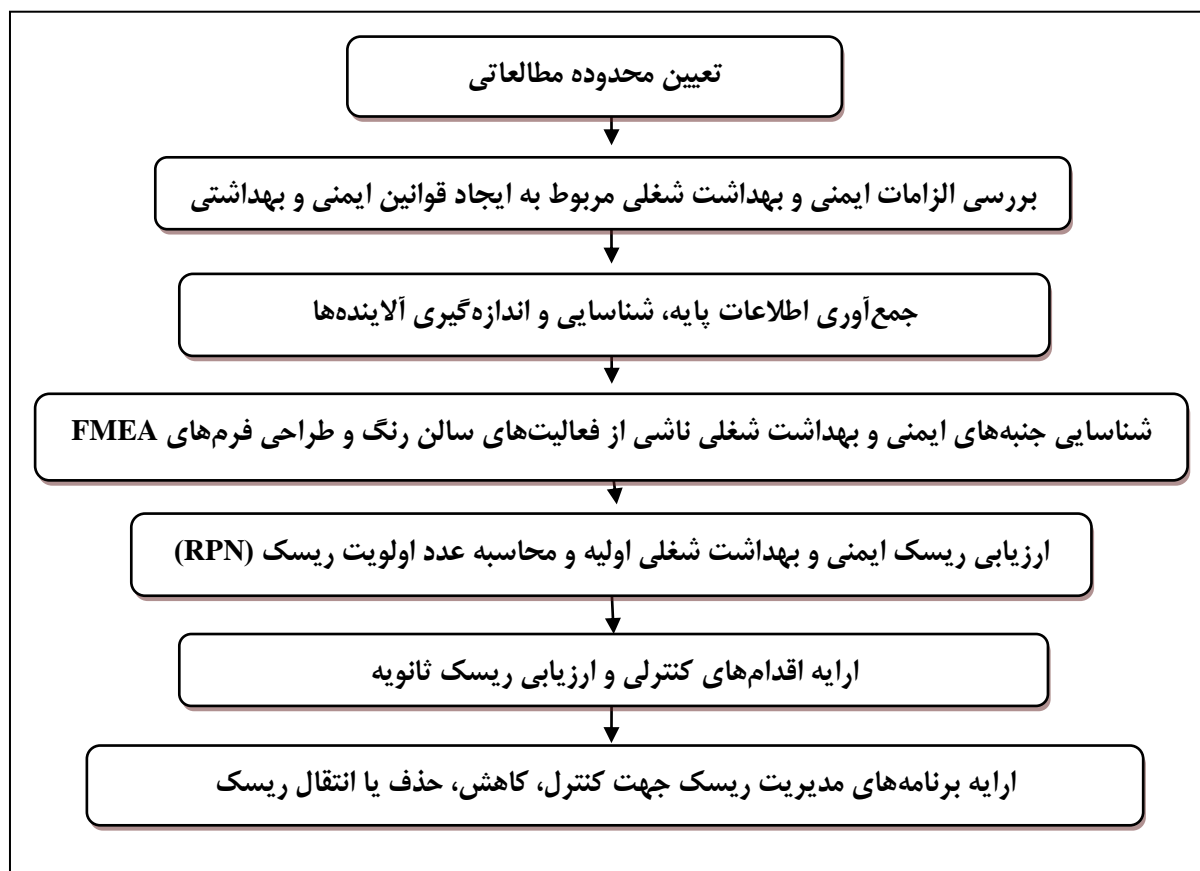 تعیین محدوده مطالعاتی
بررسی الزامات ایمنی و بهداشت شغلی مربوط به ایجاد قوانین ایمنی و بهداشتی
جمع‌آوری اطلاعات پایه، شناسایی و اندازه‌گیری آلاینده‌ها
شناسایی جنبه‌های ایمنی و بهداشت شغلی ناشی از فعالیت‌های سالن رنگ و طراحی فرم‌های FMEA
ارزیابی ریسک ایمنی و بهداشت شغلی اولیه و محاسبه عدد اولویت ریسک (RPN)
ارایه اقدام‌های کنترلی و ارزیابی ریسک ثانویه
ارایه برنامه‌های مدیریت ریسک جهت کنترل، کاهش، حذف یا انتقال ریسک